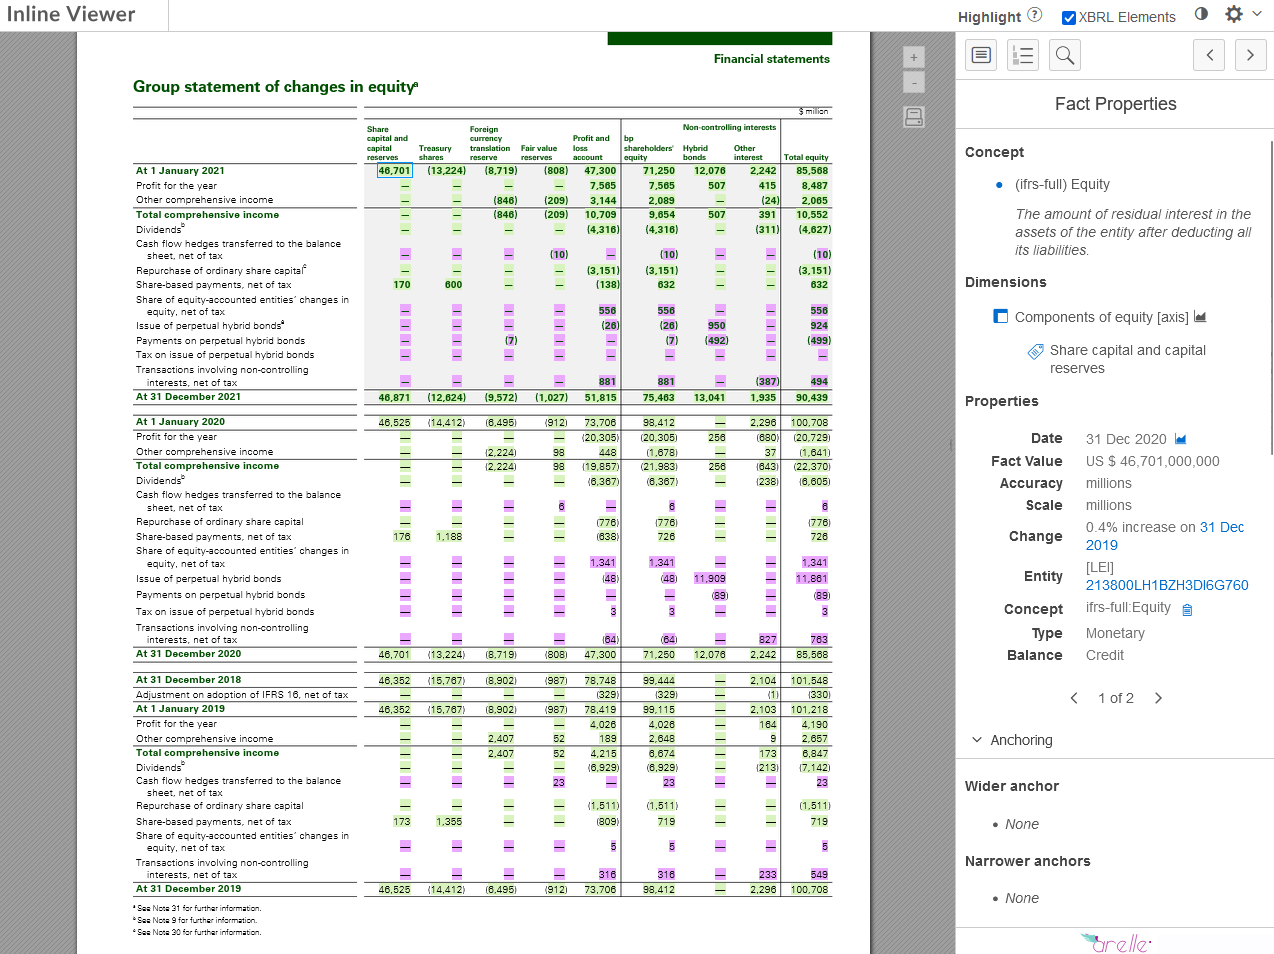 Inline Viewer
Highlight ? XBRL Elements
Financial statements
Group statement of changes in equityª
$ million
Share capital and capital reserves Treasury shares Foreign currency translation reserve Fair value reserves Profit and loss account bp shareholders' equity Non-controlling interests Hybrid bonds Other interest Total equity
At 1 January 2021 46,701 (13,224) (8,719) (808) 47,300 71,250 12,076 2,242 85,568
Profit for the year — — — — 7,565 7,565 507 415 8,487
Other comprehensive income — — (846) (209) 3,144 2,089 — (24) 2,065
Total comprehensive income — — (846) (209) 10,709 9,654 507 391 10,552
Dividendsᵇ — — — — (4,316) (4,316) — (311) (4,627)
Cash flow hedges transferred to the balance
sheet, net of tax — — — (10) — (10) — — (10)
Repurchase of ordinary share capitalᶜ — — — — (3,151) (3,151) — — (3,151)
Share-based payments, net of tax 170 600 — — (138) 632 — — 632
Share of equity-accounted entities' changes in
equity, net of tax — — — — 556 556 — — 556
Issue of perpetual hybrid bondsª — — — — (26) (26) 950 — 924
Payments on perpetual hybrid bonds — — (7) — — (7) (492) — (499)
Tax on issue of perpetual hybrid bonds — — — — — — — — —
Transactions involving non-controlling
interests, net of tax — — — — 881 881 — (387) 494
At 31 December 2021 46,871 (12,624) (9,572) (1,027) 51,815 75,463 13,041 1,935 90,439
At 1 January 2020 46,525 (14,412) (6,495) (912) 73,706 98,412 — 2,296 100,708
Profit for the year — — — — (20,305) (20,305) 256 (680) (20,729)
Other comprehensive income — — (2,224) 98 448 (1,678) — 37 (1,641)
Total comprehensive income — — (2,224) 98 (19,857) (21,983) 256 (643) (22,370)
Dividendsᵇ — — — — (6,367) (6,367) — (238) (6,605)
Cash flow hedges transferred to the balance
sheet, net of tax — — — 6 — 6 — — 6
Repurchase of ordinary share capital — — — — (776) (776) — — (776)
Share-based payments, net of tax 176 1,188 — — (638) 726 — — 726
Share of equity-accounted entities' changes in
equity, net of tax — — — — 1,341 1,341 — — 1,341
Issue of perpetual hybrid bonds — — — — (48) (48) 11,909 — 11,861
Payments on perpetual hybrid bonds — — — — — — (89) — (89)
Tax on issue of perpetual hybrid bonds — — — — 3 3 — — 3
Transactions involving non-controlling
interests, net of tax — — — — (64) (64) — 827 763
At 31 December 2020 46,701 (13,224) (8,719) (808) 47,300 71,250 12,076 2,242 85,568
At 31 December 2018 46,352 (15,767) (8,902) (987) 78,748 99,444 — 2,104 101,548
Adjustment on adoption of IFRS 16, net of tax — — — — (329) (329) — (1) (330)
At 1 January 2019 46,352 (15,767) (8,902) (987) 78,419 99,115 — 2,103 101,218
Profit for the year — — — — 4,026 4,026 — 164 4,190
Other comprehensive income — — 2,407 52 189 2,648 — 9 2,657
Total comprehensive income — — 2,407 52 4,215 6,674 — 173 6,847
Dividendsᵇ — — — — (6,929) (6,929) — (213) (7,142)
Cash flow hedges transferred to the balance
sheet, net of tax — — — 23 — 23 — — 23
Repurchase of ordinary share capital — — — — (1,511) (1,511) — — (1,511)
Share-based payments, net of tax 173 1,355 — — (809) 719 — — 719
Share of equity-accounted entities' changes in
equity, net of tax — — — — 5 5 — — 5
Transactions involving non-controlling
interests, net of tax — — — — 316 316 — 233 549
At 31 December 2019 46,525 (14,412) (6,495) (912) 73,706 98,412 — 2,296 100,708
ª See Note 31 for further information.
ᵇ See Note 9 for further information.
ᶜ See Note 30 for further information.
+
-
Fact Properties
Concept
• (ifrs-full) Equity
The amount of residual interest in the
assets of the entity after deducting all
its liabilities.
Dimensions
Components of equity [axis]
Share capital and capital
reserves
Properties
Date 31 Dec 2020
Fact Value US $ 46,701,000,000
Accuracy millions
Scale millions
Change 0.4% increase on 31 Dec
2019
Entity [LEI]
213800LH1BZH3DI6G760
Concept ifrs-full:Equity
Type Monetary
Balance Credit
1 of 2
Anchoring
Wider anchor
• None
Narrower anchors
• None
arelle